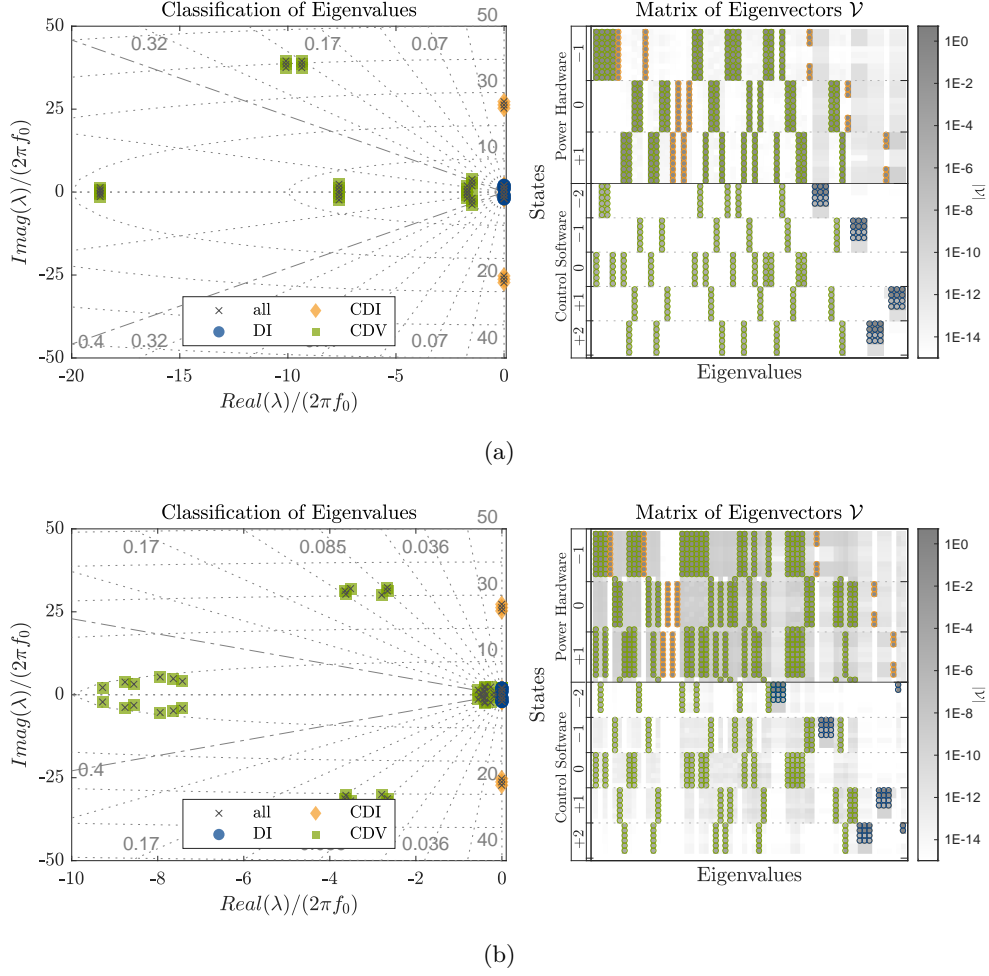 Classification of Eigenvalues
Matrix of Eigenvectors 𝒱
50
25
0
-25
-50
Imag(λ)/(2πf₀)
0.32
0.17
0.07
50
30
10
20
40
0.4
0.32
0.07
all
DI
CDI
CDV
-20
-15
-10
-5
0
Real(λ)/(2πf₀)
States
Power Hardware
Control Software
−1
0
+1
−2
−1
0
+1
+2
Eigenvalues
1E0
1E-2
1E-4
1E-6
1E-8
1E-10
1E-12
1E-14
|𝒱|
(a)
Classification of Eigenvalues
Matrix of Eigenvectors 𝒱
50
25
0
-25
-50
Imag(λ)/(2πf₀)
0.17
0.085
0.036
50
30
10
20
40
0.4
0.17
0.036
all
DI
CDI
CDV
-10
-8
-6
-4
-2
0
Real(λ)/(2πf₀)
States
Power Hardware
Control Software
−1
0
+1
−2
−1
0
+1
+2
Eigenvalues
1E0
1E-2
1E-4
1E-6
1E-8
1E-10
1E-12
1E-14
|𝒱|
(b)